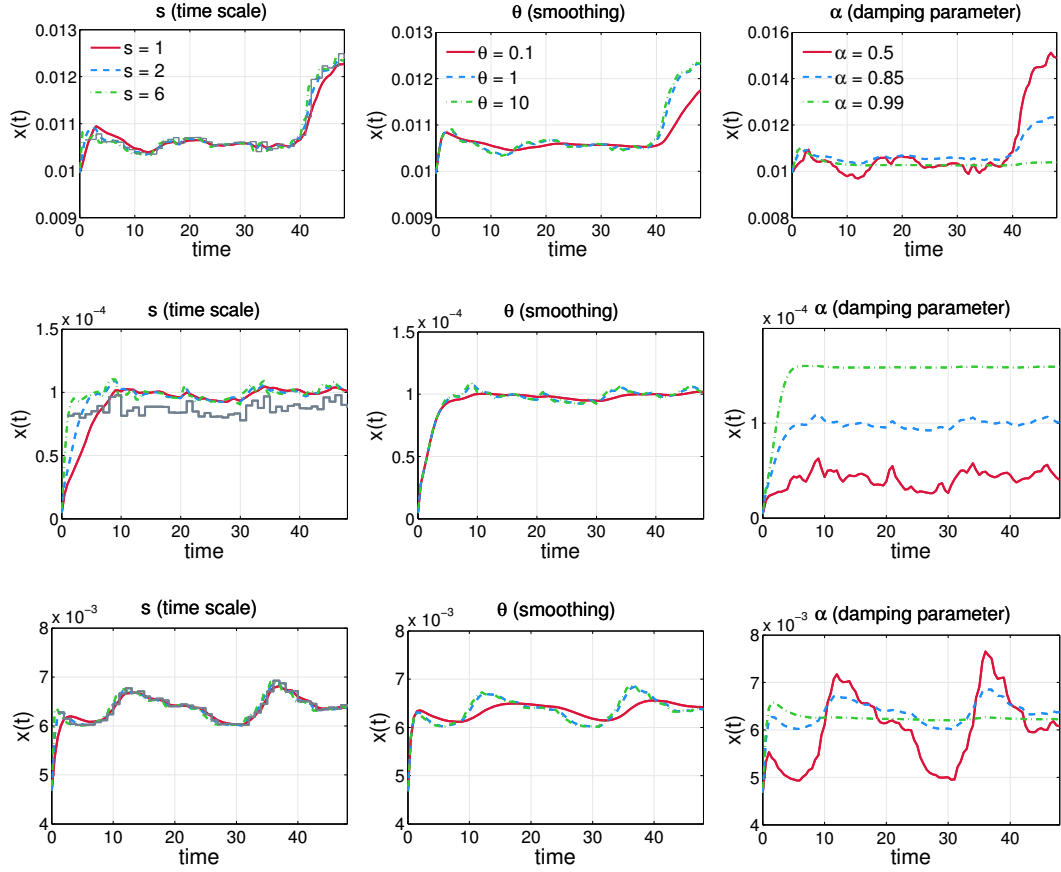 s (time scale)
0.013
0.012
0.011
0.01
0.009
x(t)
s = 1
s = 2
s = 6
0 10 20 30 40
time
θ (smoothing)
0.013
0.012
0.011
0.01
0.009
x(t)
θ = 0.1
θ = 1
θ = 10
0 10 20 30 40
time
α (damping parameter)
0.016
0.014
0.012
0.01
0.008
x(t)
α = 0.5
α = 0.85
α = 0.99
0 10 20 30 40
time
s (time scale)
x 10⁻⁴
1.5
1
0.5
0
x(t)
0 10 20 30 40
time
θ (smoothing)
x 10⁻⁴
1.5
1
0.5
0
x(t)
0 10 20 30 40
time
α (damping parameter)
x 10⁻⁴
1
0
x(t)
0 10 20 30 40
time
s (time scale)
x 10⁻³
8
7
6
5
4
x(t)
0 10 20 30 40
time
θ (smoothing)
x 10⁻³
8
7
6
5
4
x(t)
0 10 20 30 40
time
α (damping parameter)
x 10⁻³
8
7
6
5
4
x(t)
0 10 20 30 40
time